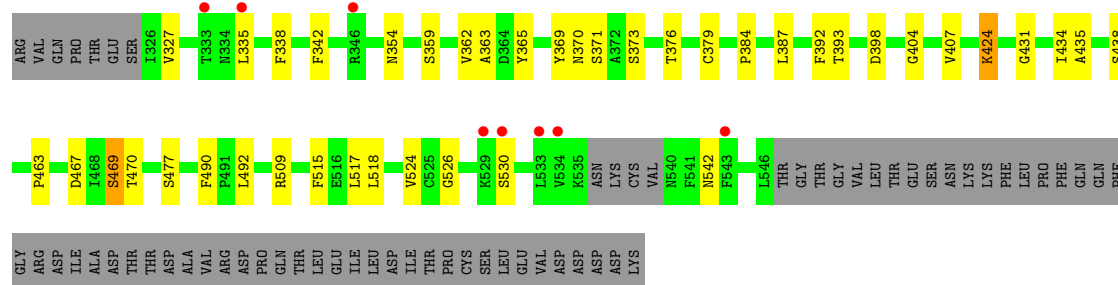 ARG VAL GLN PRO THR GLU SER I326 V327 T333 N334 L335 F338 F342 R346 N354 S359 V362 A363 D364 Y365 Y369 N370 S371 A372 S373 T376 C379 P384 L387 F392 T393 D398 G404 V407 K424 G431 I434 A435 S438
P463 D467 I468 S469 T470 S477 F490 P491 L492 R509 F515 E516 L517 L518 V524 C525 G526 K529 S530 L533 V534 K535 ASN LYS CYS VAL N540 F541 N542 F543 L546 THR GLY THR GLY VAL LEU THR GLU SER ASN LYS LYS PHE LEU PRO PHE GLN GLN PHE
GLY ARG ASP ILE ALA ASP THR THR ASP ALA VAL ARG ASP PRO GLN THR LEU GLU ILE LEU ASP ILE THR PRO CYS SER LEU GLU VAL ASP ASP ASP ASP LYS